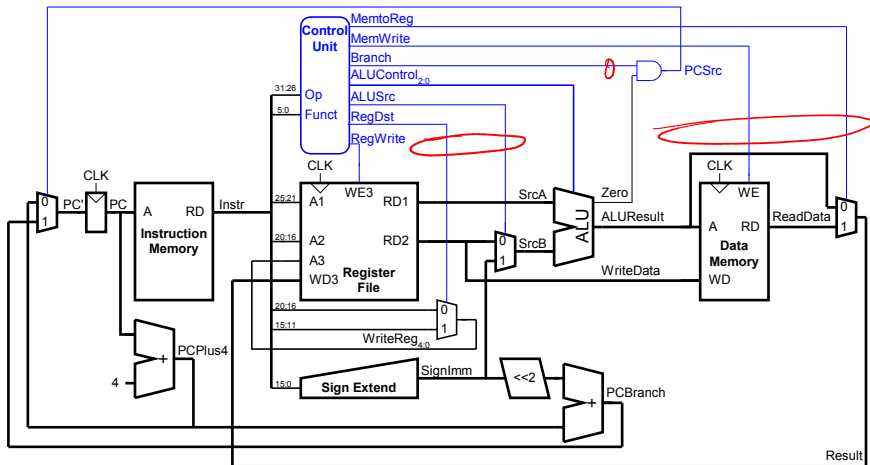 MemtoReg
Control Unit
MemWrite
Branch
ALUControl2:0
PCSrc
31:26 Op
ALUSrc
5:0 Funct
RegDst
RegWrite
CLK
CLK
CLK
WE3
Zero
WE
0
1
PC'
PC
A RD
Instruction Memory
Instr
25:21 A1 RD1
SrcA
ALU
ALUResult
A RD
ReadData
0
1
20:16 A2 RD2
0
1
SrcB
A3
Data Memory
WD3
Register File
WriteData
WD
20:16
0
15:11
1
WriteReg4:0
PCPlus4
+
4
SignImm
15:0
Sign Extend
<<2
+
PCBranch
Result